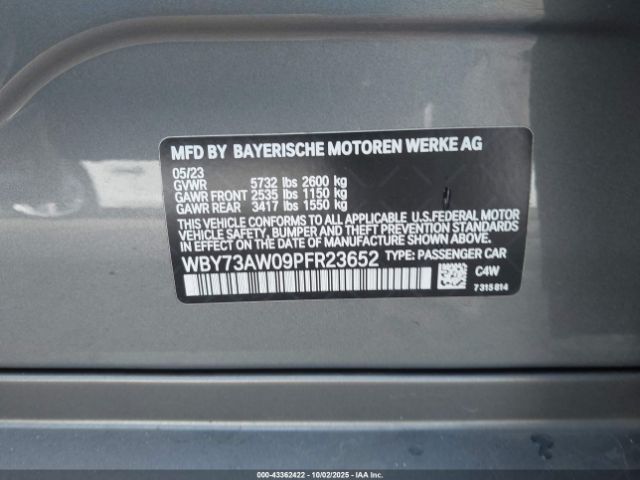 MFD BY BAYERISCHE MOTOREN WERKE AG
05/23
GVWR 5732 lbs 2600 kg
GAWR FRONT 2535 lbs 1150 kg
GAWR REAR 3417 lbs 1550 kg
THIS VEHICLE CONFORMS TO ALL APPLICABLE U.S.FEDERAL MOTOR
VEHICLE SAFETY, BUMPER, AND THEFT PREVENTION STANDARDS
IN EFFECT ON THE DATE OF MANUFACTURE SHOWN ABOVE.
WBY73AW09PFR23652 TYPE: PASSENGER CAR
C4W
7315814
000-43362422 - 10/02/2025 - IAAI.COM